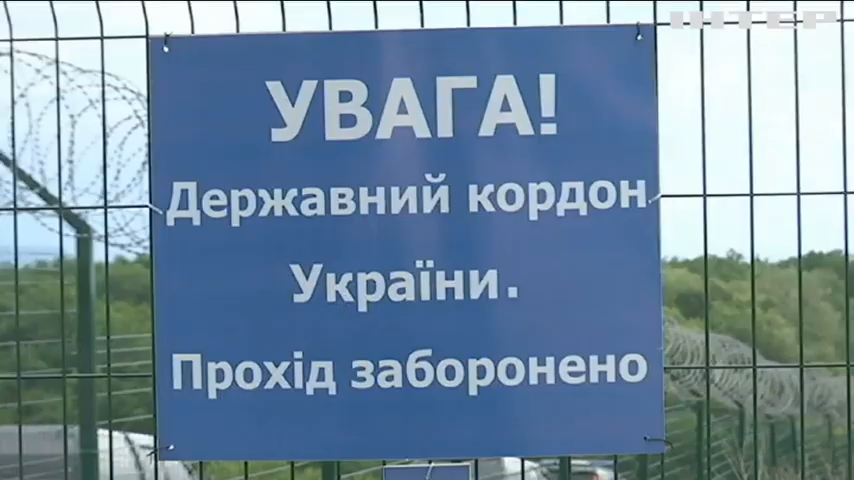 ІНТЕР
УВАГА!
Державний кордон
України.
Прохід заборонено